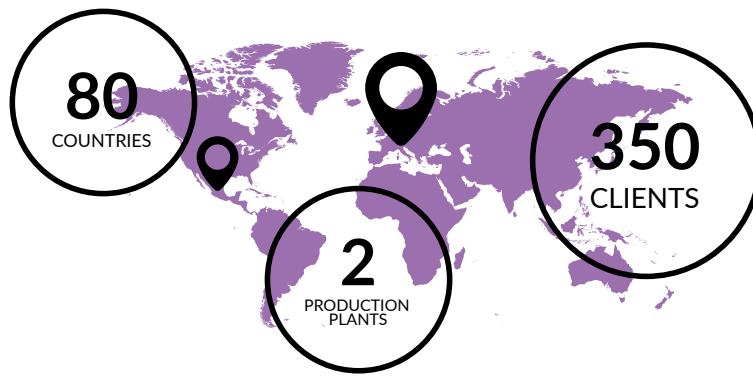 80
COUNTRIES
350
CLIENTS
2
PRODUCTION
PLANTS